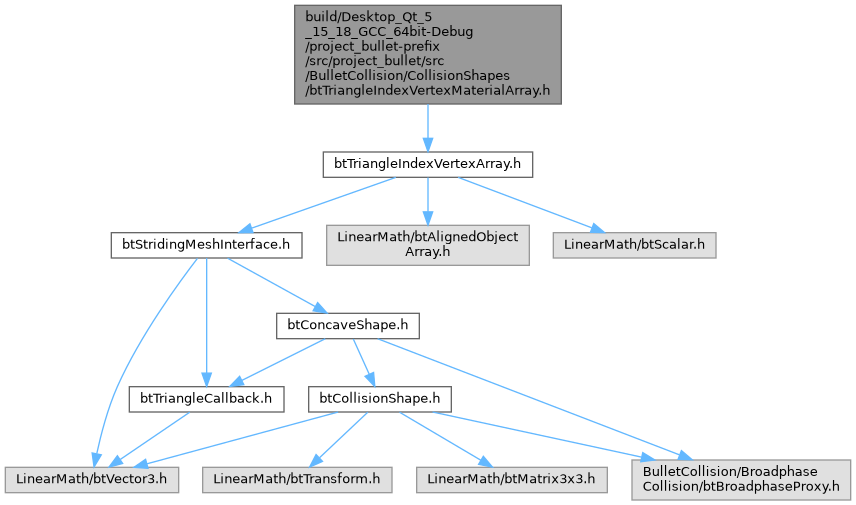 build/Desktop_Qt_5
_15_18_GCC_64bit-Debug
/project_bullet-prefix
/src/project_bullet/src
/BulletCollision/CollisionShapes
/btTriangleIndexVertexMaterialArray.h
btTriangleIndexVertexArray.h
btStridingMeshInterface.h
LinearMath/btAlignedObject
Array.h
LinearMath/btScalar.h
btConcaveShape.h
btTriangleCallback.h
btCollisionShape.h
LinearMath/btVector3.h
LinearMath/btTransform.h
LinearMath/btMatrix3x3.h
BulletCollision/Broadphase
Collision/btBroadphaseProxy.h